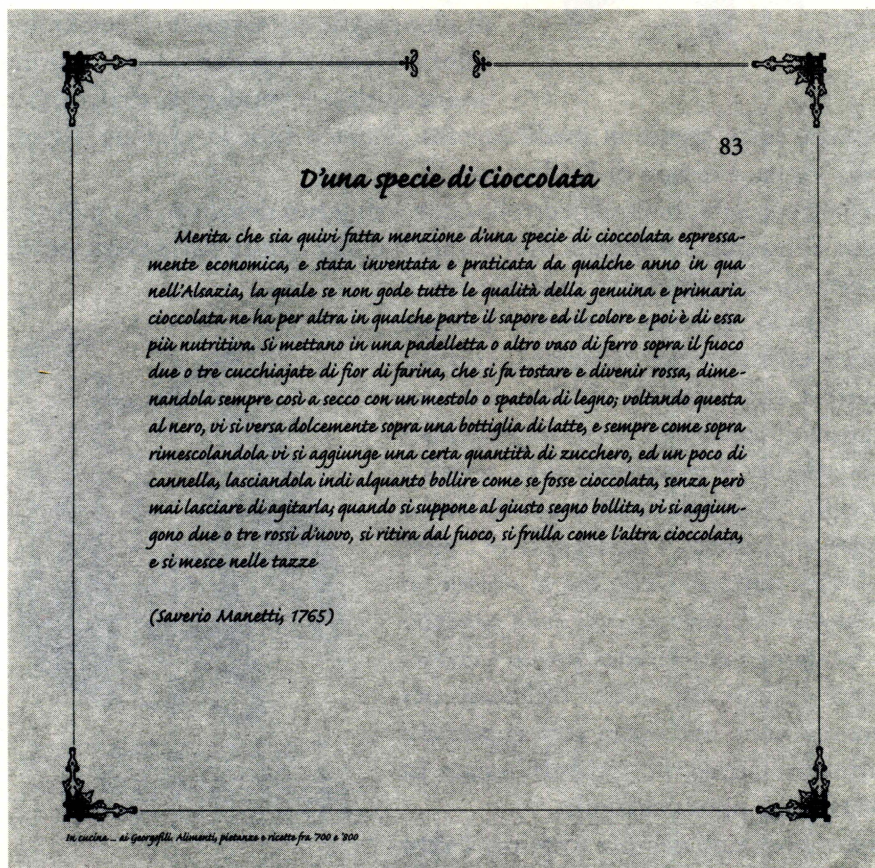 83
D'una specie di Cioccolata
Merita che sia quivi fatta menzione d'una specie di cioccolata espressa-
mente economica, e stata inventata e praticata da qualche anno in qua
nell'Alsazia, la quale se non gode tutte le qualità della genuina e primaria
cioccolata ne ha per altra in qualche parte il sapore ed il colore e poi è di essa
più nutritiva. Si mettano in una padelletta o altro vaso di ferro sopra il fuoco
due o tre cucchiajate di fior di farina, che si fa tostare e divenir rossa, dime-
nandola sempre così a secco con un mestolo o spatola di legno; voltando questa
al nero, vi si versa dolcemente sopra una bottiglia di latte, e sempre come sopra
rimescolandola vi si aggiunge una certa quantità di zucchero, ed un poco di
cannella, lasciandola indi alquanto bollire come se fosse cioccolata, senza però
mai lasciare di agitarla; quando si suppone al giusto segno bollita, vi si aggiun-
gono due o tre rossi d'uovo, si ritira dal fuoco, si frulla come l'altra cioccolata,
e si mesce nelle tazze
(Saverio Manetti, 1765)
In cucina ... ai Georgofili. Alimenti, pietanze e ricette fra '700 e '800